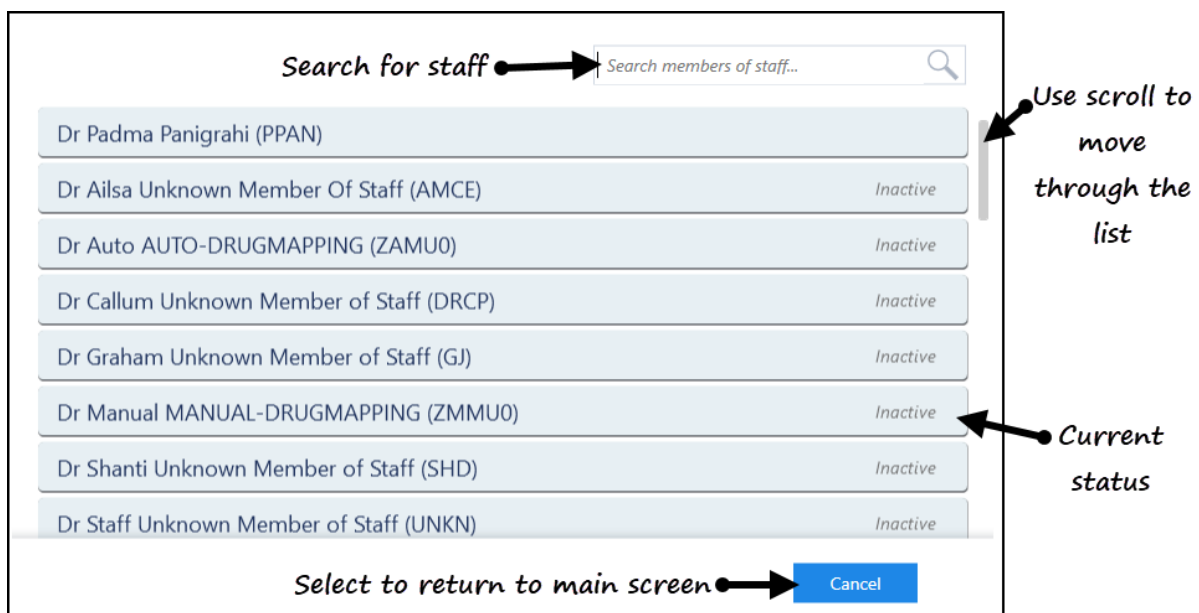 Search for staff
Search members of staff...
Use scroll to
move
through the
list
Dr Padma Panigrahi (PPAN)
Dr Ailsa Unknown Member Of Staff (AMCE)
Inactive
Dr Auto AUTO-DRUGMAPPING (ZAMU0)
Inactive
Dr Callum Unknown Member of Staff (DRCP)
Inactive
Dr Graham Unknown Member of Staff (GJ)
Inactive
Dr Manual MANUAL-DRUGMAPPING (ZMMU0)
Inactive
Current
status
Dr Shanti Unknown Member of Staff (SHD)
Inactive
Dr Staff Unknown Member of Staff (UNKN)
Inactive
Select to return to main screen
Cancel